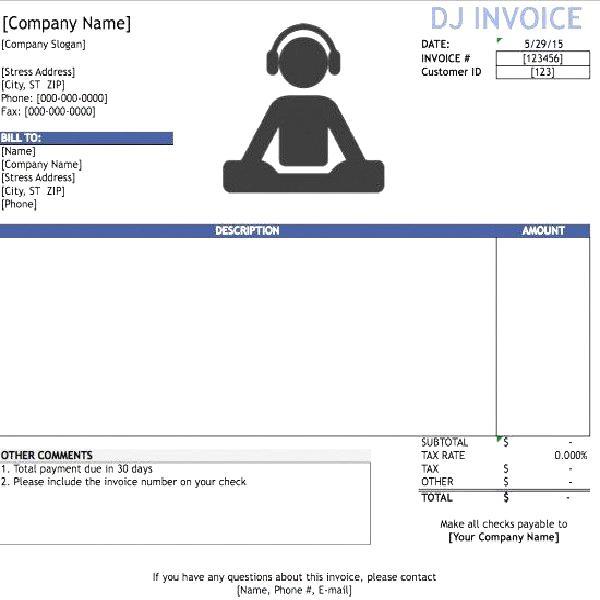 [Company Name]
DJ INVOICE
[Company Slogan]
DATE: 5/29/15
INVOICE # [123456]
Customer ID [123]
[Stress Address]
[City, ST ZIP]
Phone: [000-000-0000]
Fax: [000-000-0000]
BILL TO:
[Name]
[Company Name]
[Stress Address]
[City, ST ZIP]
[Phone]
DESCRIPTION AMOUNT
SUBTOTAL $ -
TAX RATE 0.000%
TAX $ -
OTHER $ -
TOTAL $ -
OTHER COMMENTS
1. Total payment due in 30 days
2. Please include the invoice number on your check
Make all checks payable to
[Your Company Name]
If you have any questions about this invoice, please contact
[Name, Phone #, E-mail]